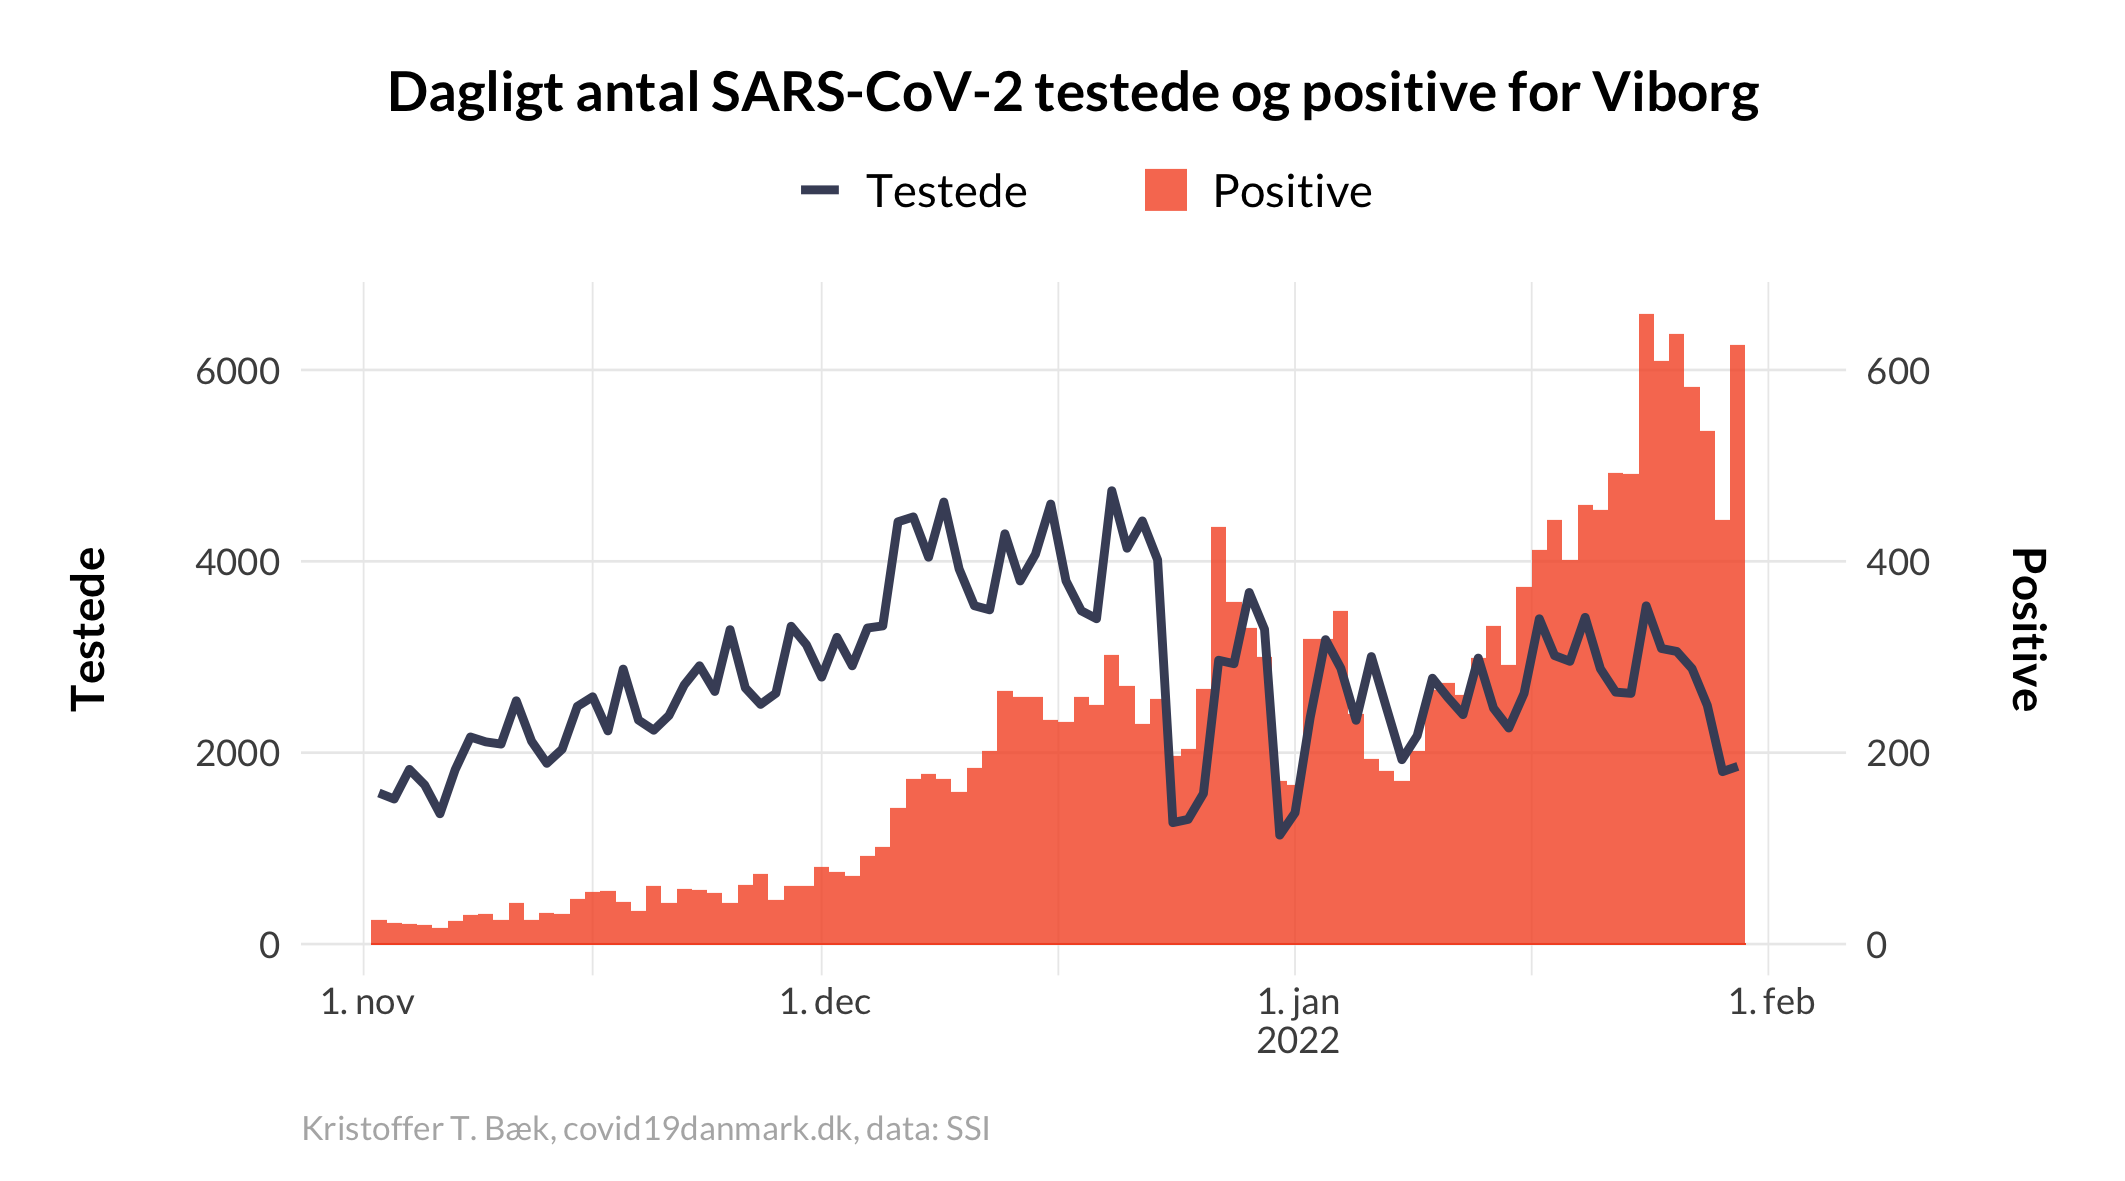 Dagligt antal SARS-CoV-2 testede og positive for Viborg
Testede
Positive
6000
4000
2000
0
Testede
600
400
200
0
Positive
1. nov
1. dec
1. jan
2022
1. feb
Kristoffer T. Bæk, covid19danmark.dk, data: SSI